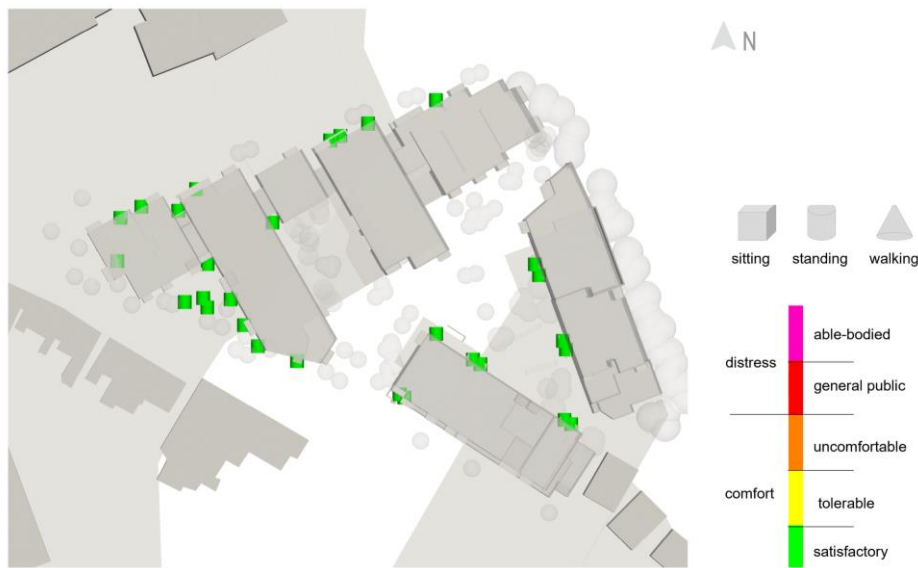 N
sitting standing walking
able-bodied
distress
general public
uncomfortable
comfort
tolerable
satisfactory